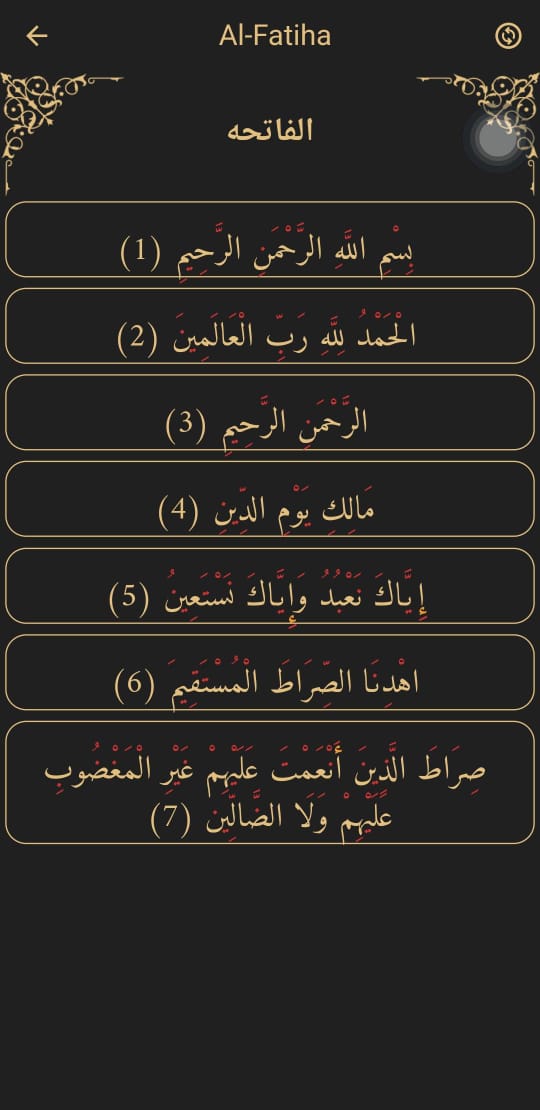 Al-Fatiha
الفاتحه
بِسْمِ اللَّهِ الرَّحْمَنِ الرَّحِيمِ (1)
الْحَمْدُ لِلَّهِ رَبِّ الْعَالَمِينَ (2)
الرَّحْمَنِ الرَّحِيمِ (3)
مَالِكِ يَوْمِ الدِّينِ (4)
إِيَّاكَ نَعْبُدُ وَإِيَّاكَ نَسْتَعِينُ (5)
اهْدِنَا الصِّرَاطَ الْمُسْتَقِيمَ (6)
صِرَاطَ الَّذِينَ أَنْعَمْتَ عَلَيْهِمْ غَيْرِ الْمَغْضُوبِ
عَلَيْهِمْ وَلَا الضَّالِّينَ (7)